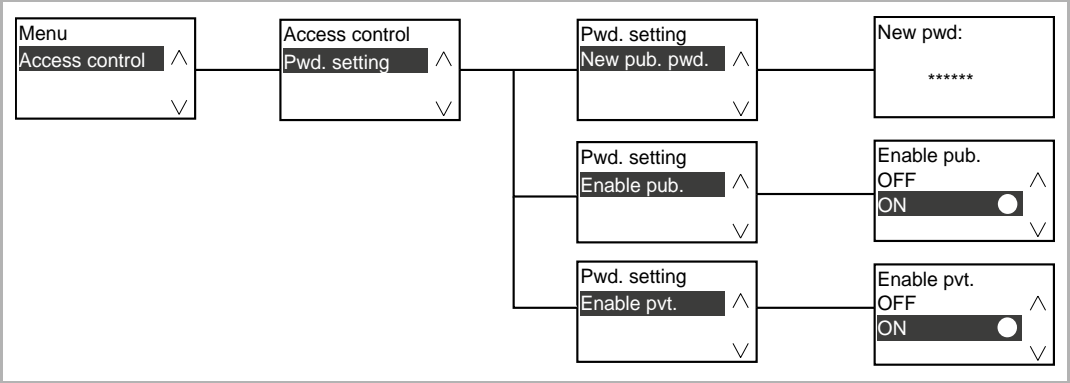 Menu
Access control
Access control
Pwd. setting
Pwd. setting
New pub. pwd.
New pwd:
******
Pwd. setting
Enable pub.
Enable pub.
OFF
ON
Pwd. setting
Enable pvt.
Enable pvt.
OFF
ON